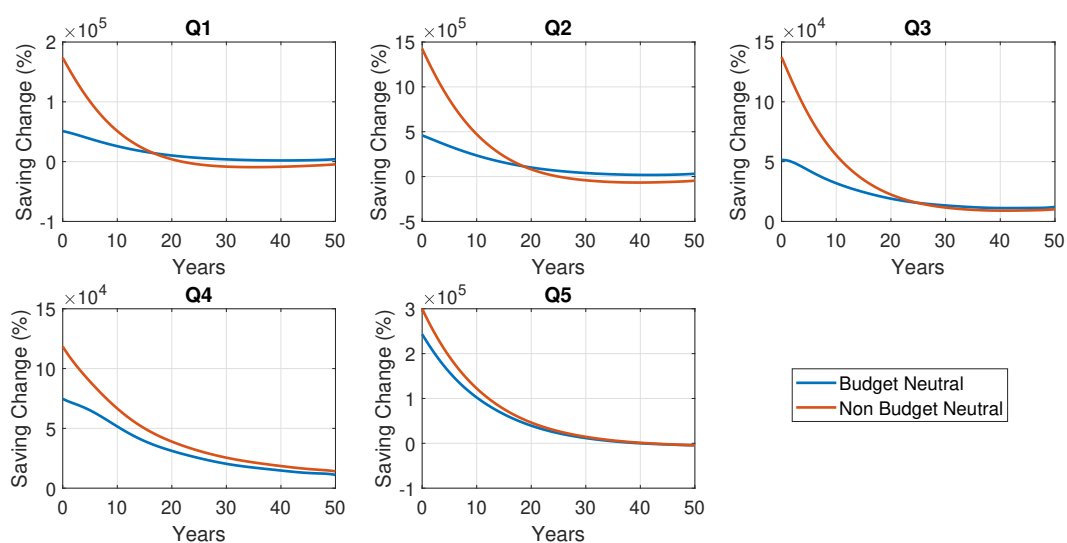 Q1
×10^5
Saving Change (%)
2
1
0
-1
0 10 20 30 40 50
Years
Q2
×10^5
Saving Change (%)
15
10
5
0
-5
0 10 20 30 40 50
Years
Q3
×10^4
Saving Change (%)
15
10
5
0
0 10 20 30 40 50
Years
Q4
×10^4
Saving Change (%)
15
10
5
0
0 10 20 30 40 50
Years
Q5
×10^5
Saving Change (%)
3
2
1
0
-1
0 10 20 30 40 50
Years
Budget Neutral
Non Budget Neutral